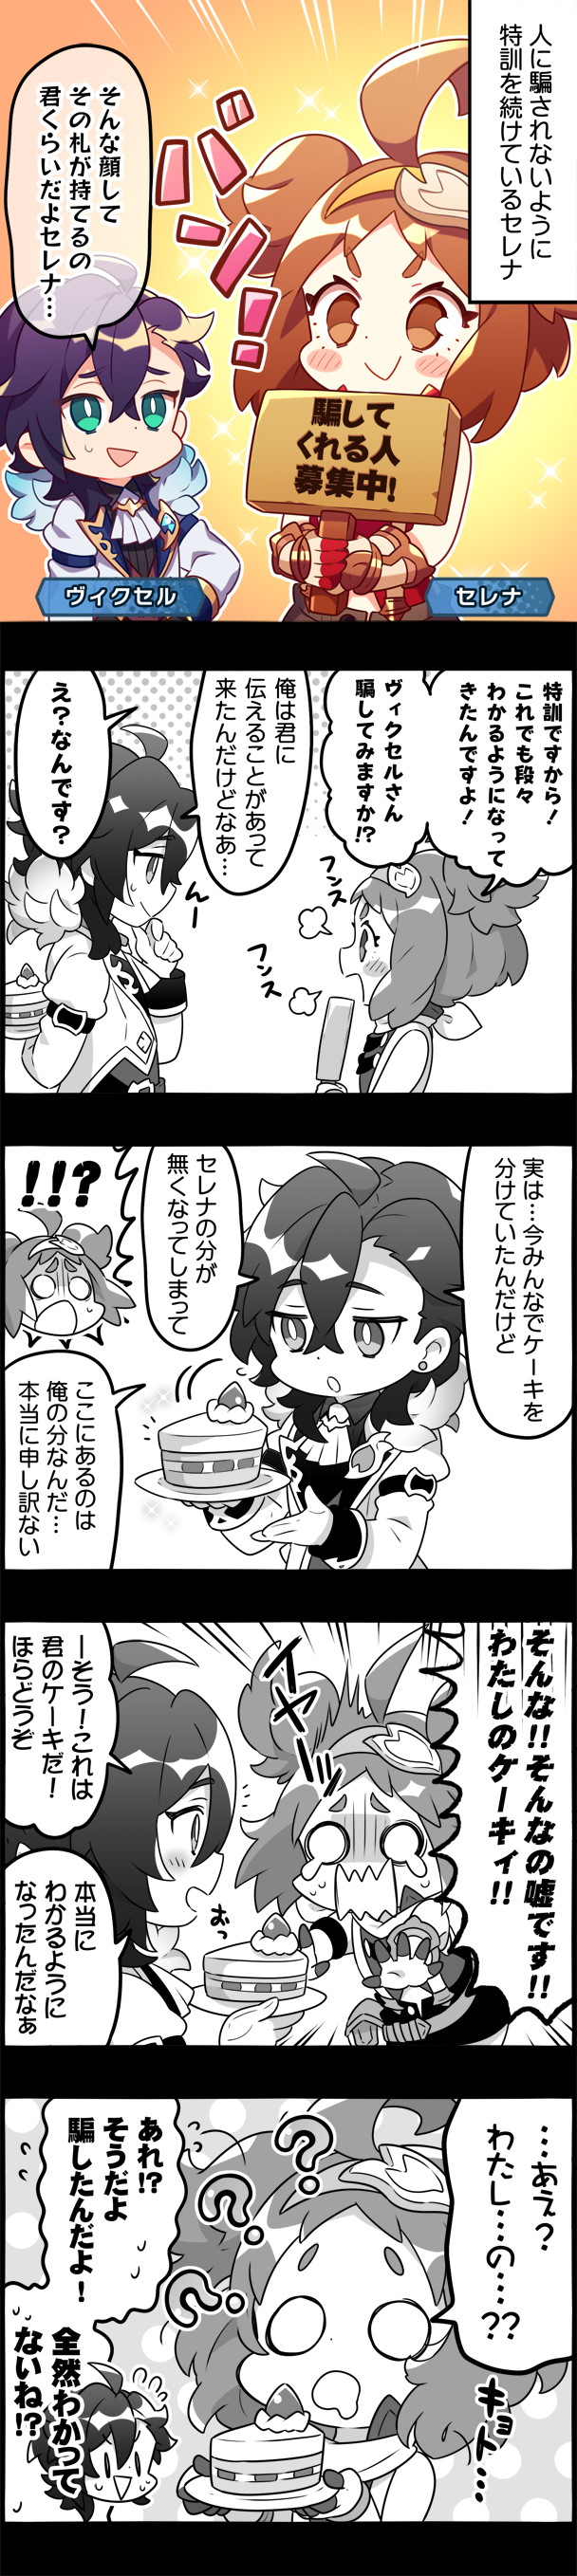 人に騙されないように
特訓を続けているセレナ
バーン!!
そんな顔して
その札が持てるの
君くらいだよセレナ…
騙して
くれる人
募集中!
ヴィクセル
セレナ
特訓ですから!
これでも段々
わかるようになって
きたんですよ!
ヴィクセルさん
騙してみますか!?
フンス
フンス
俺は君に
伝えることがあって
来たんだけどなあ…
んー
え?なんです?
実は…今みんなでケーキを
分けていたんだけど
セレナの分が
無くなってしまって
!!?
ここにあるのは
俺の分なんだ…
本当に申し訳ない
そんな!!そんなの嘘です!!
わたしのケーキィ!!
イヤーッ
ーそう!これは
君のケーキだ!
ほらどうぞ
おっ
本当に
わかるように
なったんだなぁ
…あえ?
わたし…の…??
キョト…
???
あれ!?
そうだよ
騙したんだよ!
全然わかって
ないね!?